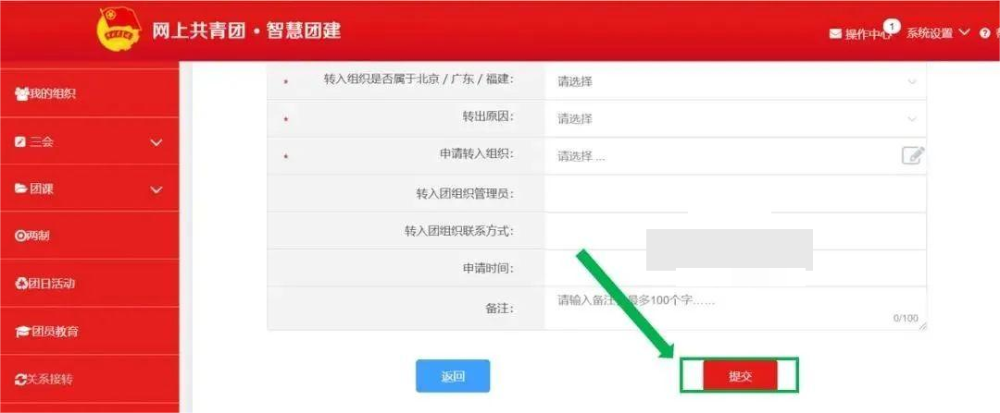 网上共青团・智慧团建
操作中心
1
系统设置
我的组织
三会
团课
两制
团日活动
团员教育
关系接转
* 转入组织是否属于北京/广东/福建: 请选择
* 转出原因: 请选择
* 申请转入组织: 请选择 ...
转入团组织管理员:
转入团组织联系方式:
申请时间:
备注: 请输入备注 最多100个字……
0/100
返回
提交